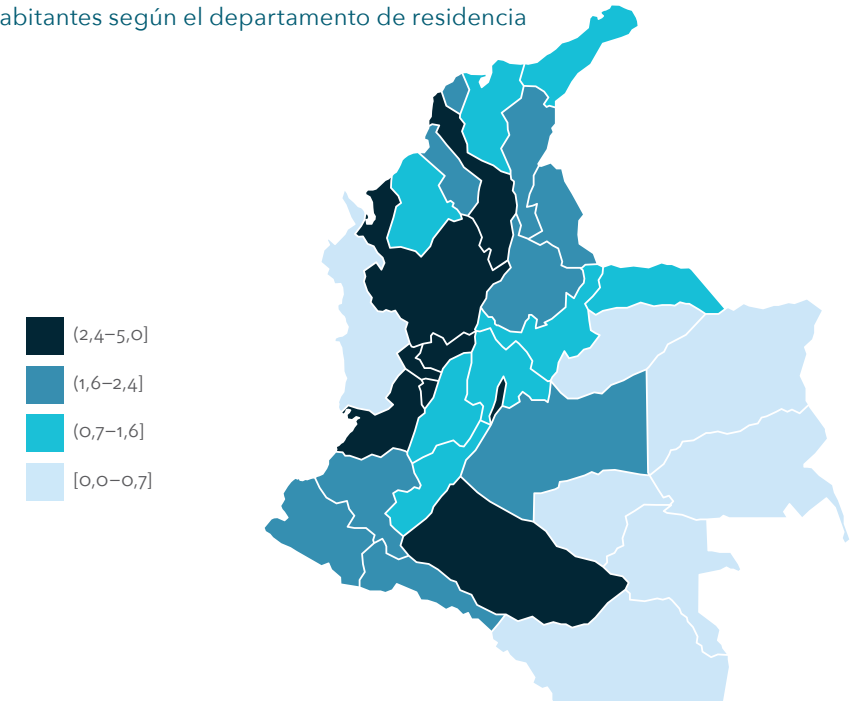 abitantes según el departamento de residencia
(2,4–5,0]
(1,6–2,4]
(0,7–1,6]
[0,0–0,7]